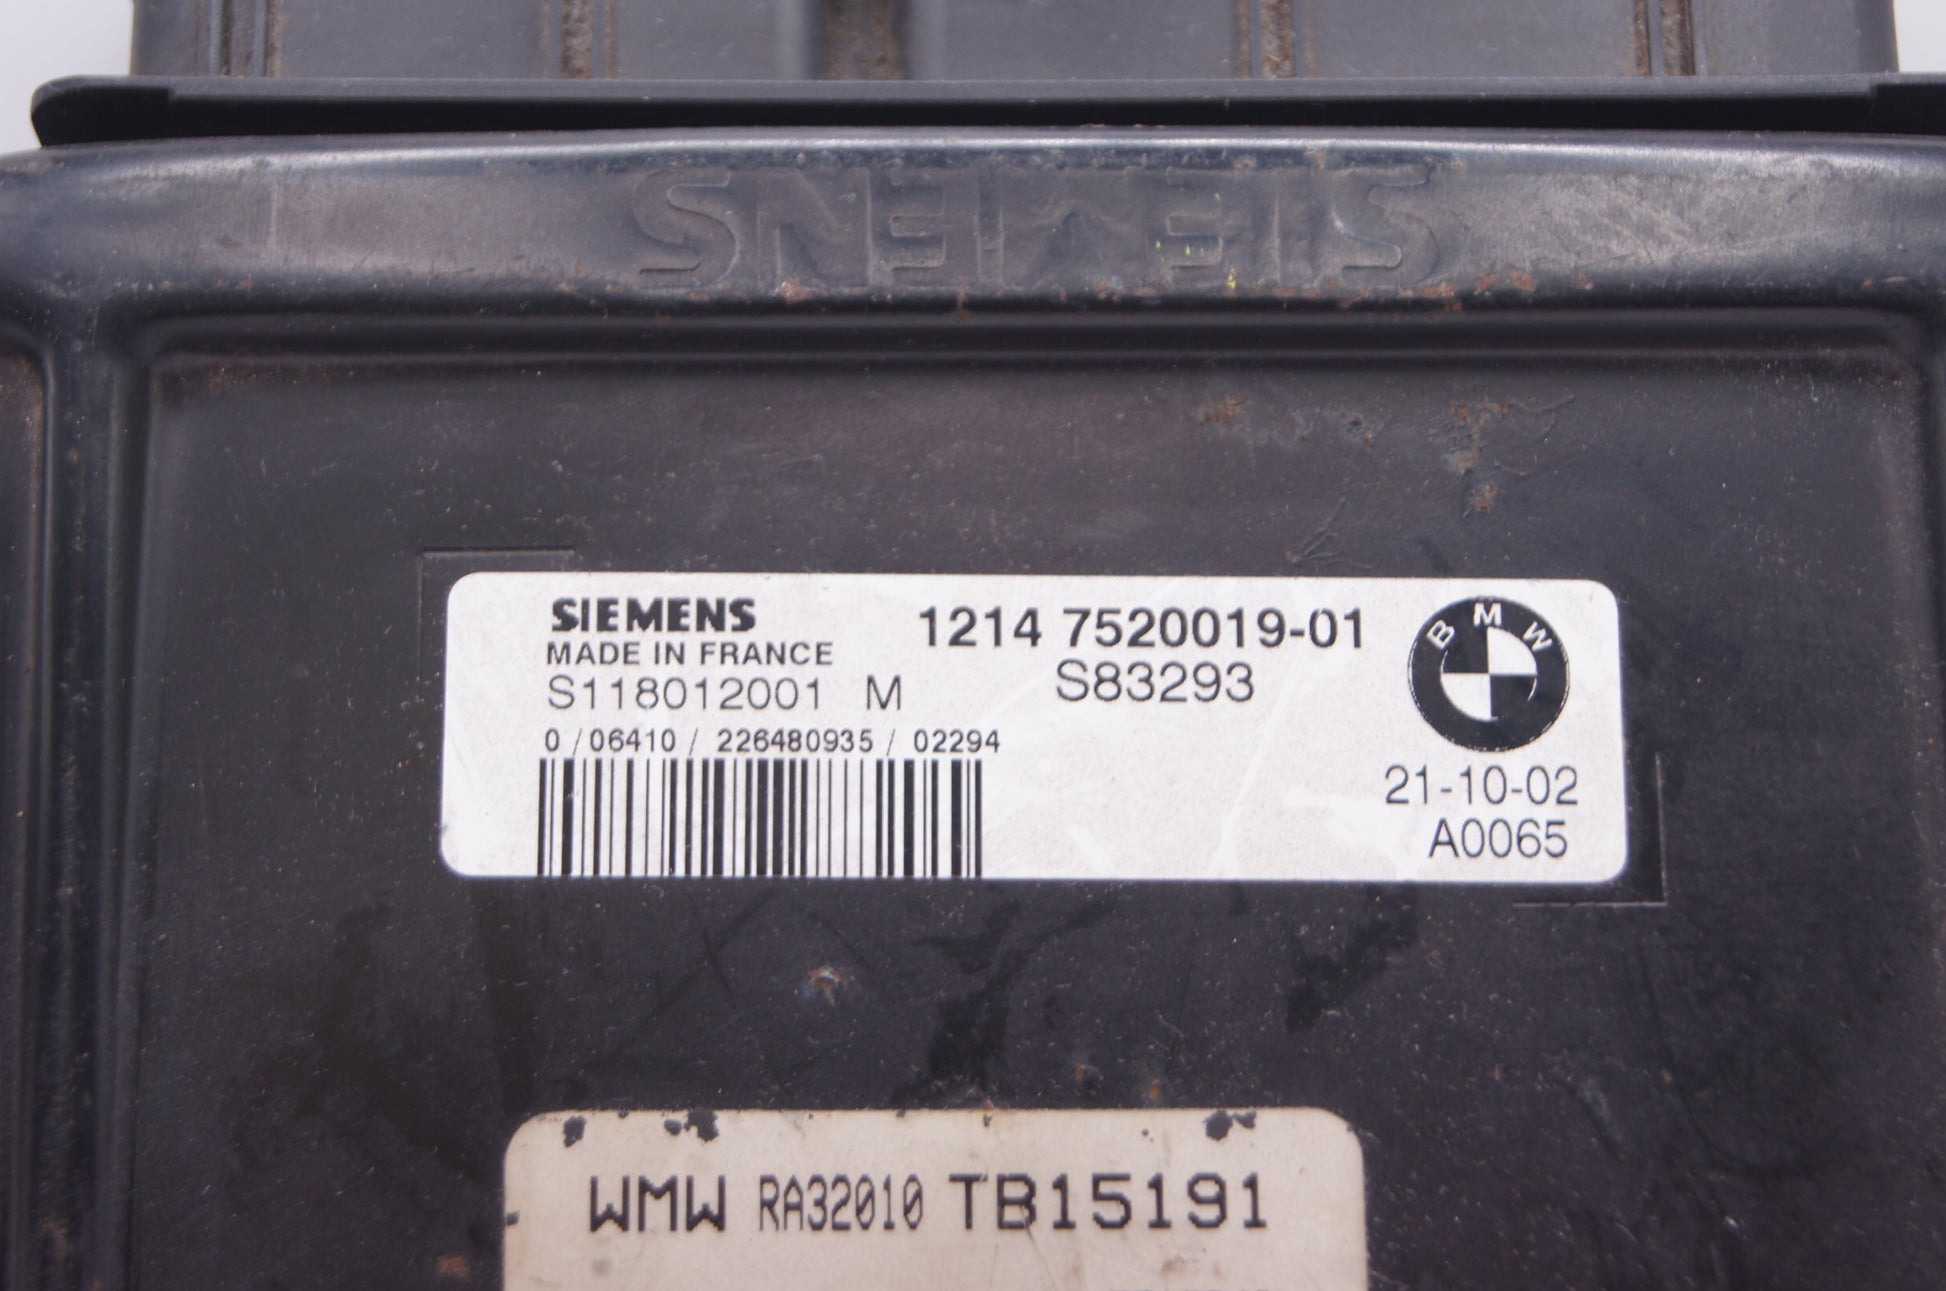 SIEMENS
SIEMENS 1214 7520019-01
MADE IN FRANCE S83293
S118012001 M
BMW
0 / 06410 / 226480935 / 02294
21-10-02
A0065
WMW RA32010 TB15191